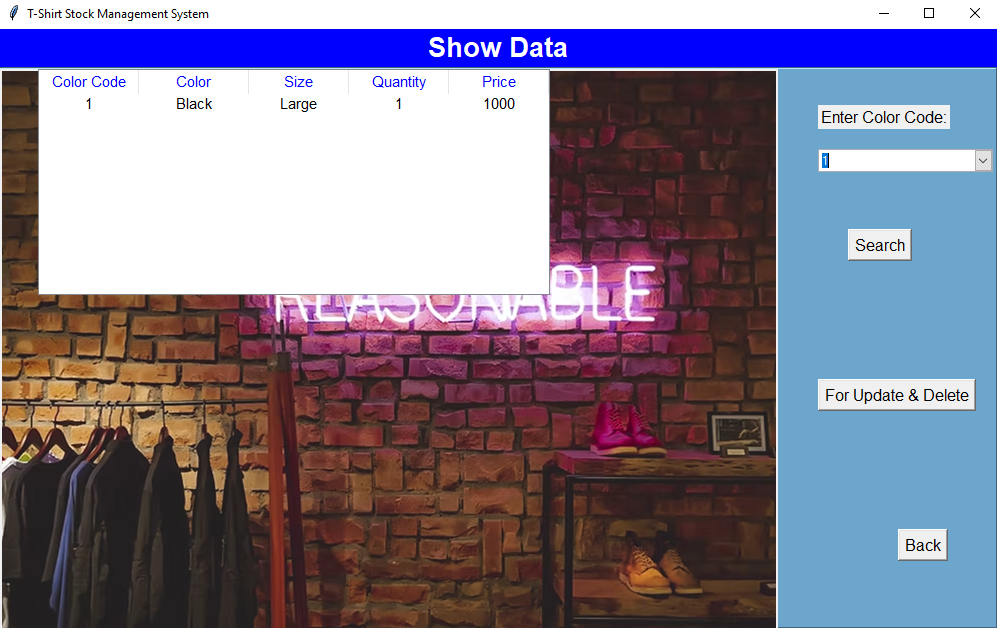 T-Shirt Stock Management System
Show Data
Color Code Color Size Quantity Price
1 Black Large 1 1000
Enter Color Code:
1
Search
REASONABLE
For Update & Delete
Back